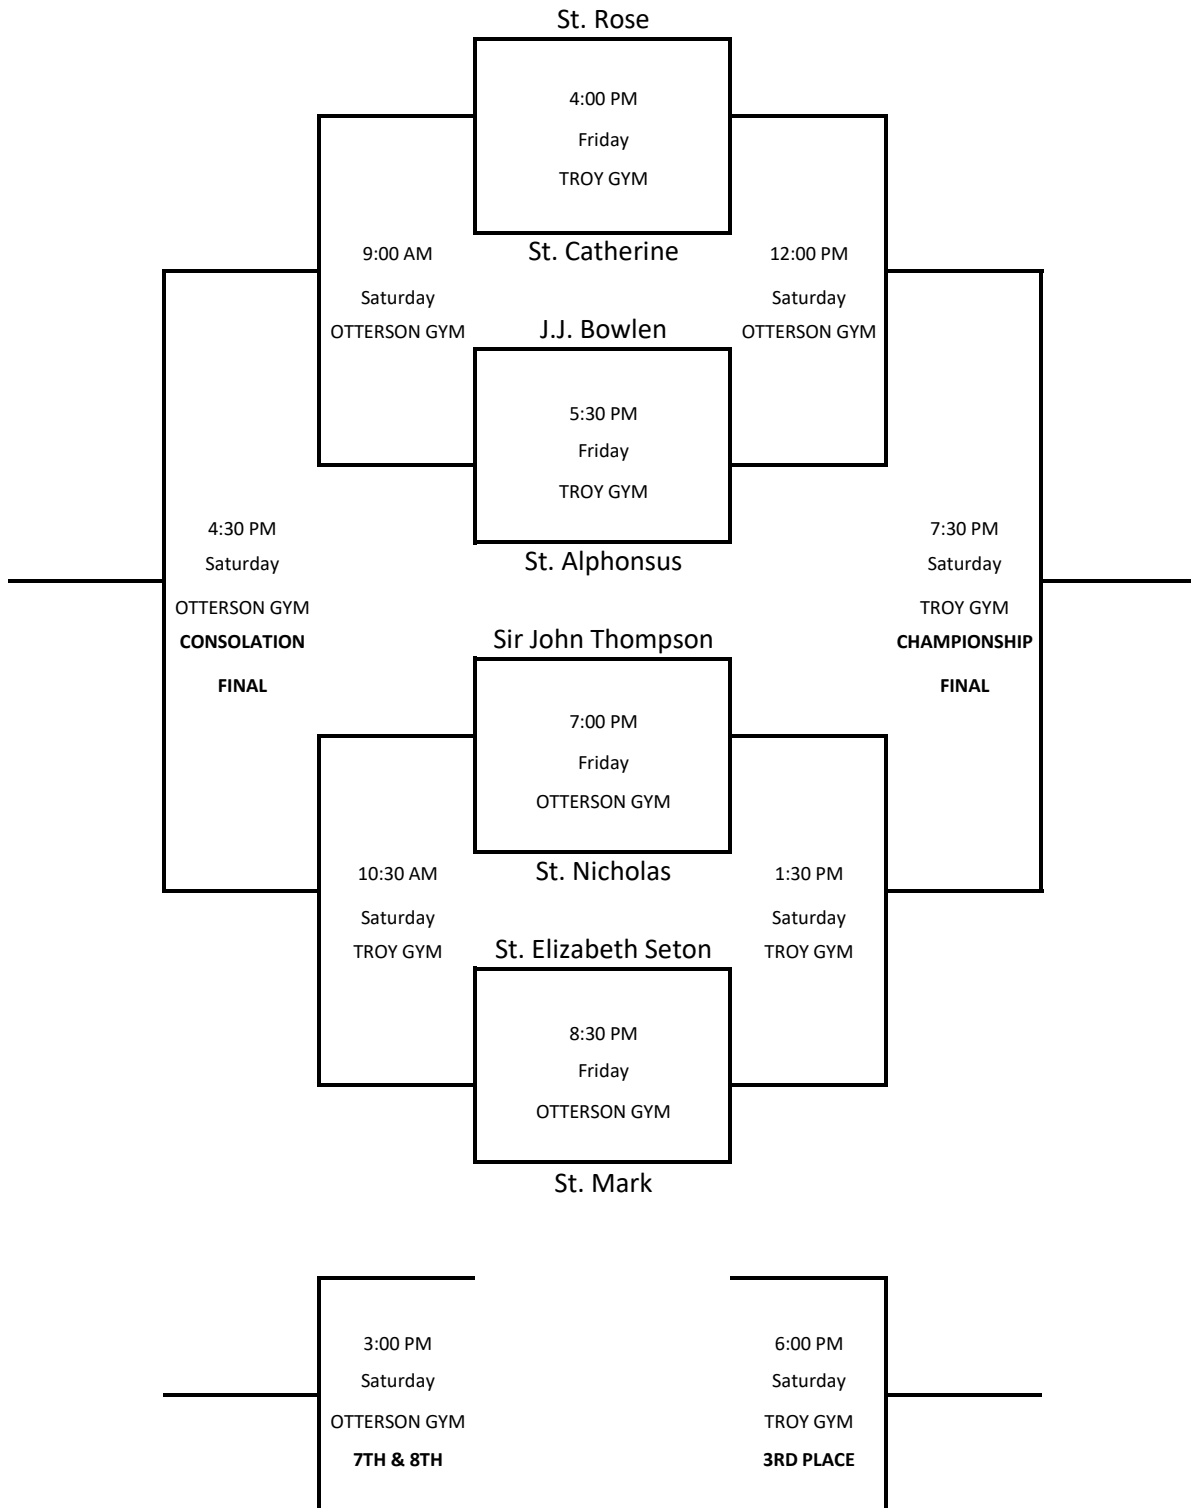 St. Rose
4:00 PM
Friday
TROY GYM
St. Catherine
9:00 AM
Saturday
OTTERSON GYM
12:00 PM
Saturday
OTTERSON GYM
J.J. Bowlen
5:30 PM
Friday
TROY GYM
St. Alphonsus
4:30 PM
Saturday
OTTERSON GYM
CONSOLATION
FINAL
7:30 PM
Saturday
TROY GYM
CHAMPIONSHIP
FINAL
Sir John Thompson
7:00 PM
Friday
OTTERSON GYM
St. Nicholas
10:30 AM
Saturday
TROY GYM
1:30 PM
Saturday
TROY GYM
St. Elizabeth Seton
8:30 PM
Friday
OTTERSON GYM
St. Mark
3:00 PM
Saturday
OTTERSON GYM
7TH & 8TH
6:00 PM
Saturday
TROY GYM
3RD PLACE